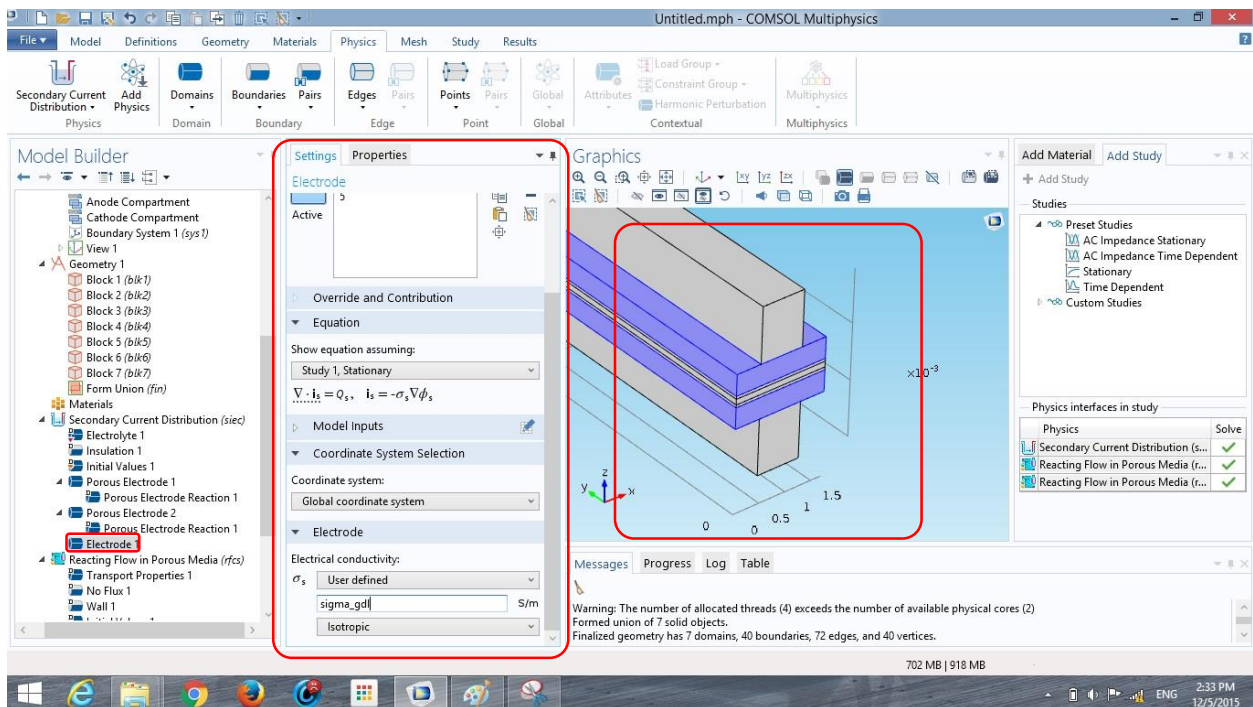 Untitled.mph - COMSOL Multiphysics
File Model Definitions Geometry Materials Physics Mesh Study Results
Secondary Current Distribution
Add Physics
Domains
Boundaries
Pairs
Edges
Pairs
Points
Pairs
Global
Attributes
Load Group
Constraint Group
Harmonic Perturbation
Multiphysics
Physics Domain Boundary Edge Point Global Contextual Multiphysics
Model Builder
Anode Compartment
Cathode Compartment
Boundary System 1 (sys1)
View 1
Geometry 1
Block 1 (blk1)
Block 2 (blk2)
Block 3 (blk3)
Block 4 (blk4)
Block 5 (blk5)
Block 6 (blk6)
Block 7 (blk7)
Form Union (fin)
Materials
Secondary Current Distribution (siec)
Electrolyte 1
Insulation 1
Initial Values 1
Porous Electrode 1
Porous Electrode Reaction 1
Porous Electrode 2
Porous Electrode Reaction 1
Electrode 1
Reacting Flow in Porous Media (rfcs)
Transport Properties 1
No Flux 1
Wall 1
Settings Properties
Electrode
5
Active
Override and Contribution
Equation
Show equation assuming:
Study 1, Stationary
∇ · i_s = Q_s, i_s = -σ_s∇ϕ_s
Model Inputs
Coordinate System Selection
Coordinate system:
Global coordinate system
Electrode
Electrical conductivity:
σ_s User defined
sigma_gdl S/m
Isotropic
Graphics
xy yz zx
×10⁻³
z
y x
1.5
1
0.5
0 0
Messages Progress Log Table
Warning: The number of allocated threads (4) exceeds the number of available physical cores (2)
Formed union of 7 solid objects.
Finalized geometry has 7 domains, 40 boundaries, 72 edges, and 40 vertices.
Add Material Add Study
+ Add Study
Studies
Preset Studies
AC Impedance Stationary
AC Impedance Time Dependent
Stationary
Time Dependent
Custom Studies
Physics interfaces in study
Physics Solve
Secondary Current Distribution (s...
Reacting Flow in Porous Media (r...
Reacting Flow in Porous Media (r...
702 MB | 918 MB
ENG
2:33 PM
12/5/2015